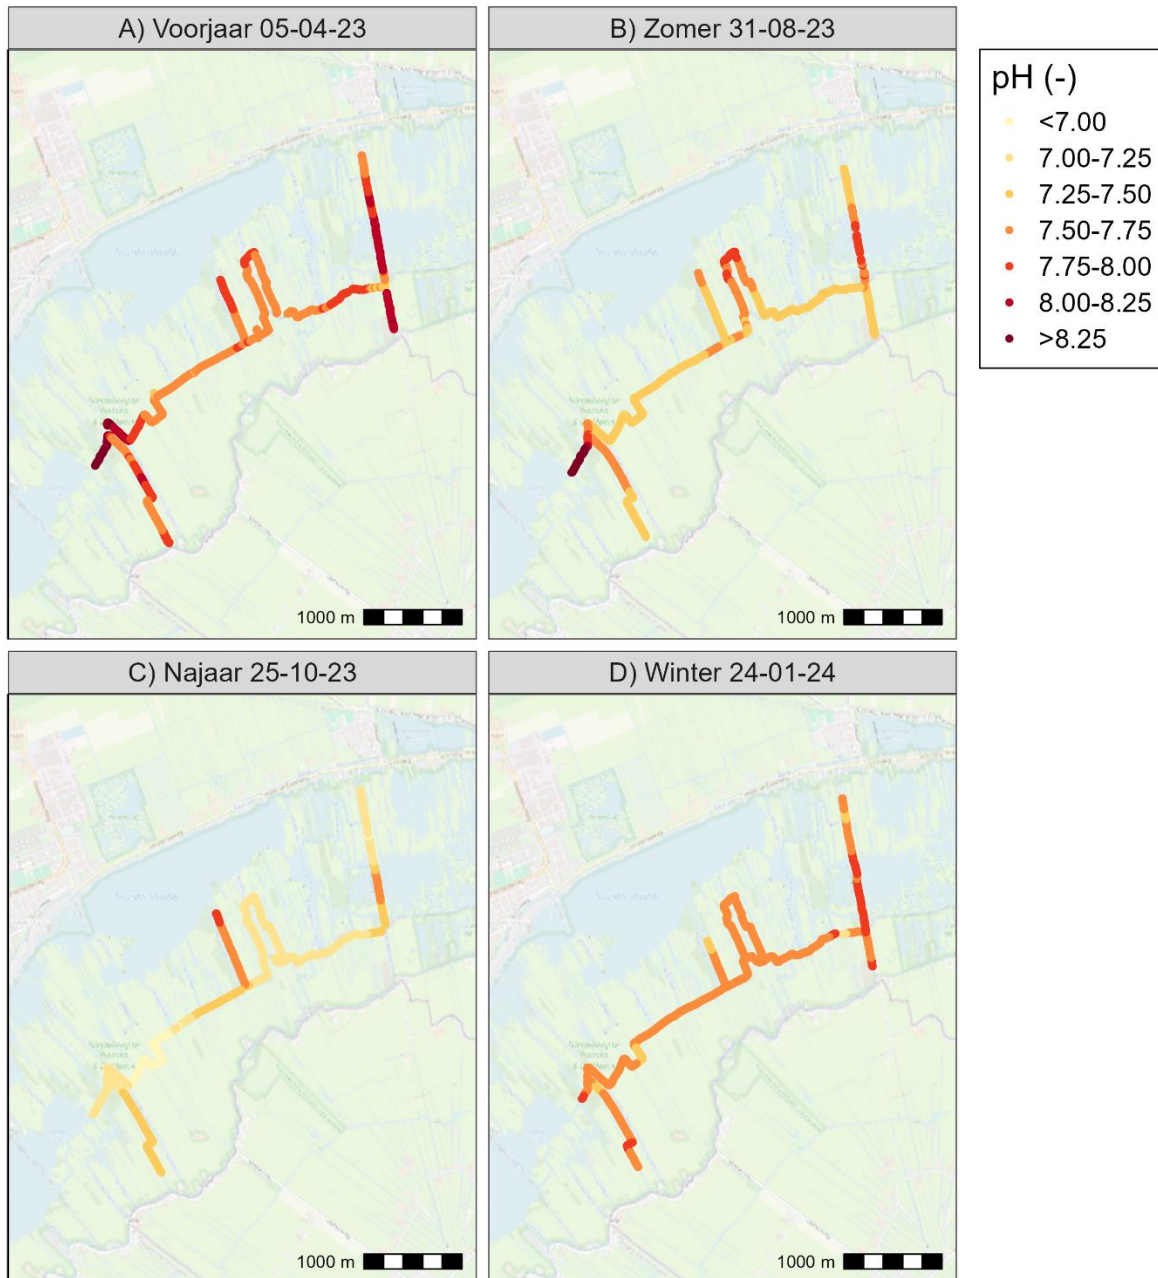 A) Voorjaar 05-04-23
B) Zomer 31-08-23
pH (-)
<7.00
7.00-7.25
7.25-7.50
7.50-7.75
7.75-8.00
8.00-8.25
>8.25
1000 m
1000 m
C) Najaar 25-10-23
D) Winter 24-01-24
1000 m
1000 m